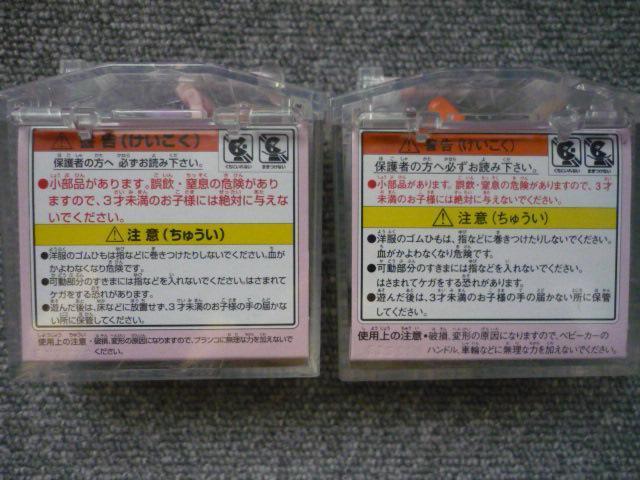 警告(けいこく)
保護者の方へ 必ずお読み下さい。
●小部品があります。誤飲・窒息の危険があり
ますので、3才未満のお子様には絶対に与えな
いでください。
注意(ちゅうい)
●洋服のゴムひもは指などに巻きつけたりしないでください。血が
かよわなくなり危険です。
●可動部分のすきまには指などを入れないでください。はさまれて
ケガをする恐れがあります。
●遊んだ後は、床などに放置せず、3才未満のお子様の手の届かな
い所に保管してください。
使用上の注意・破損、変形の原因になりますので、ブランコに無理な力を加えないで
ください。
警告(けいこく)
保護者の方へ必ずお読み下さい。
●小部品があります。誤飲・窒息の危険がありますので、3才
未満のお子様には絶対に与えないでください。
注意(ちゅうい)
●洋服のゴムひもは、指などに巻きつけたりしないでください。
血がかよわなくなり危険です。
●可動部分のすきまには指などを入れないでください。
はさまれてケガをする恐れがあります。
●遊んだ後は、3才未満のお子様の手の届かない所に保管
してください。
使用上の注意●破損、変形の原因になりますので、ベビーカーの
ハンドル、車輪などに無理な力を加えないでください。